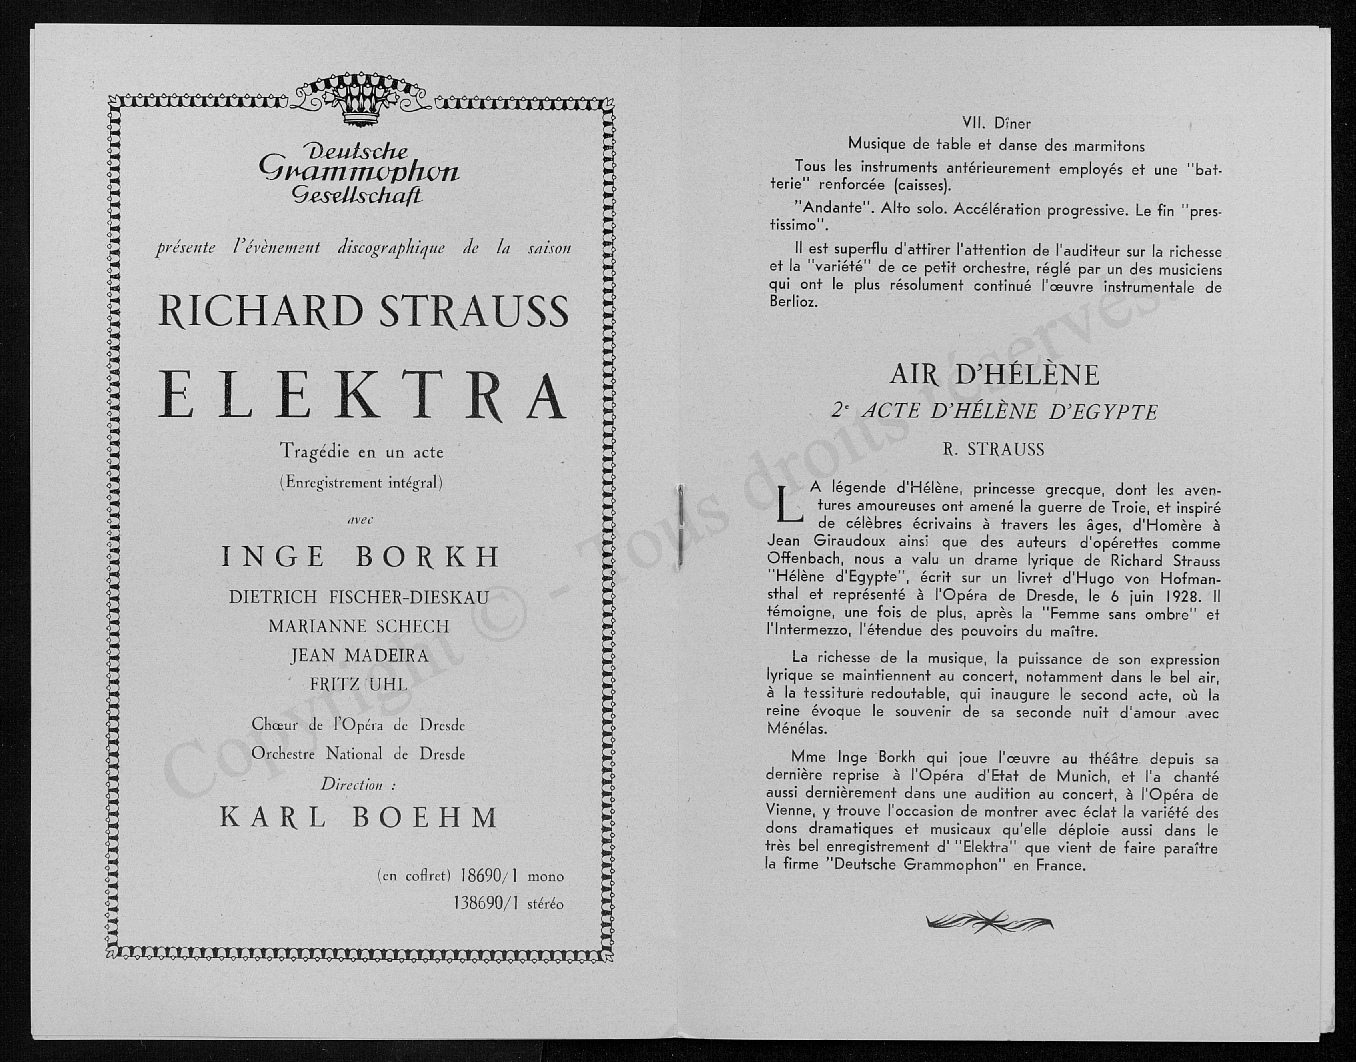 Deutsche
Grammophon
Gesellschaft
présente l'évènement discographique de la saison
RICHARD STRAUSS
ELEKTRA
Tragédie en un acte
(Enregistrement intégral)
avec
INGE BORKH
DIETRICH FISCHER-DIESKAU
MARIANNE SCHECH
JEAN MADEIRA
FRITZ UHL
Chœur de l'Opéra de Dresde
Orchestre National de Dresde
Direction :
KARL BOEHM
(en coffret) 18690/1 mono
138690/1 stéréo
VII. Dîner
Musique de table et danse des marmitons
Tous les instruments antérieurement employés et une "bat-
terie" renforcée (caisses).
"Andante". Alto solo. Accélération progressive. Le fin "pres-
tissimo".
Il est superflu d'attirer l'attention de l'auditeur sur la richesse
et la "variété" de ce petit orchestre, réglé par un des musiciens
qui ont le plus résolument continué l'œuvre instrumentale de
Berlioz.
AIR D'HÉLÈNE
2e ACTE D'HÉLÈNE D'EGYPTE
R. STRAUSS
LA légende d'Hélène, princesse grecque, dont les aven-
tures amoureuses ont amené la guerre de Troie, et inspiré
de célèbres écrivains à travers les âges, d'Homère à
Jean Giraudoux ainsi que des auteurs d'opérettes comme
Offenbach, nous a valu un drame lyrique de Richard Strauss
"Hélène d'Egypte", écrit sur un livret d'Hugo von Hofman-
sthal et représenté à l'Opéra de Dresde, le 6 juin 1928. Il
témoigne, une fois de plus, après la "Femme sans ombre" et
l'Intermezzo, l'étendue des pouvoirs du maître.
La richesse de la musique, la puissance de son expression
lyrique se maintiennent au concert, notamment dans le bel air,
à la tessiture redoutable, qui inaugure le second acte, où la
reine évoque le souvenir de sa seconde nuit d'amour avec
Ménélas.
Mme Inge Borkh qui joue l'œuvre au théâtre depuis sa
dernière reprise à l'Opéra d'Etat de Munich, et l'a chanté
aussi dernièrement dans une audition au concert, à l'Opéra de
Vienne, y trouve l'occasion de montrer avec éclat la variété des
dons dramatiques et musicaux qu'elle déploie aussi dans le
très bel enregistrement d' "Elektra" que vient de faire paraître
la firme "Deutsche Grammophon" en France.
Copyright © - Tous droits réservés.